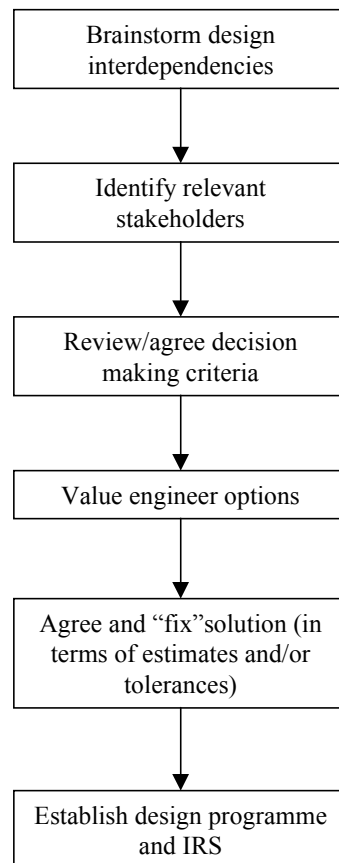 Brainstorm design
interdependencies
Identify relevant
stakeholders
Review/agree decision
making criteria
Value engineer options
Agree and “fix”solution (in
terms of estimates and/or
tolerances)
Establish design programme
and IRS